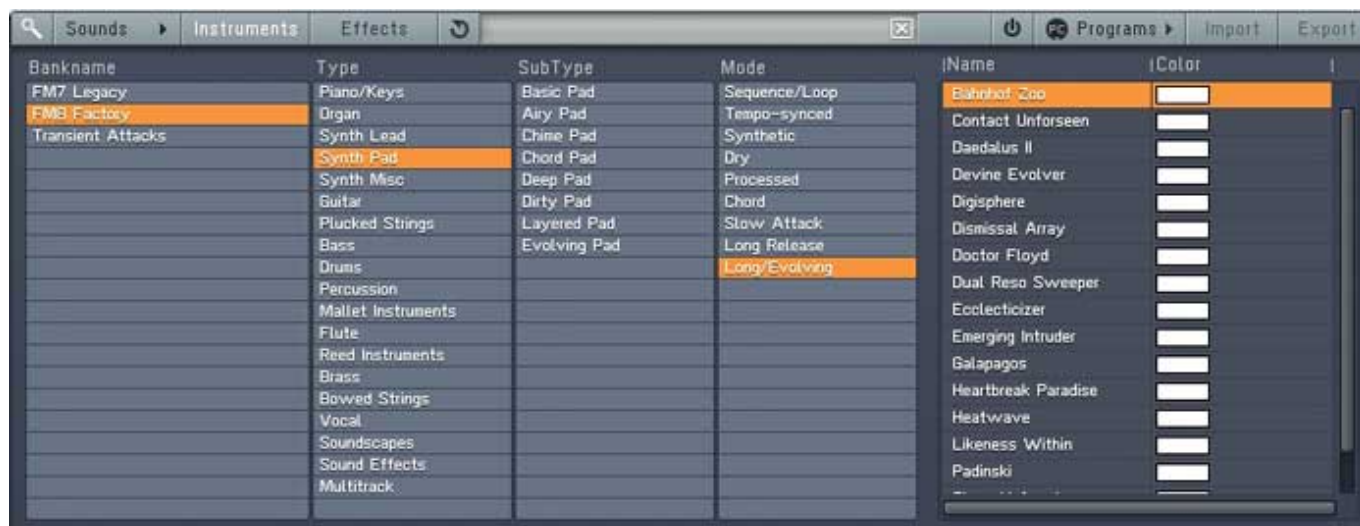 Sounds Instruments Effects PG Programs Import Export
Bankname Type SubType Mode Name Color
FM7 Legacy
FM8 Factory
Transient Attacks
Piano/Keys
Organ
Synth Lead
Synth Pad
Synth Misc
Guitar
Plucked Strings
Bass
Drums
Percussion
Mallet Instruments
Flute
Reed Instruments
Brass
Bowed Strings
Vocal
Soundscapes
Sound Effects
Multitrack
Basic Pad
Airy Pad
Chime Pad
Chord Pad
Deep Pad
Dirty Pad
Layered Pad
Evolving Pad
Sequence/Loop
Tempo-synced
Synthetic
Dry
Processed
Chord
Slow Attack
Long Release
Long/Evolving
Bahnhof Zoo
Contact Unforseen
Daedalus II
Devine Evolver
Digisphere
Dismissal Array
Doctor Floyd
Dual Reso Sweeper
Ecclecticizer
Emerging Intruder
Galapagos
Heartbreak Paradise
Heatwave
Likeness Within
Padinski